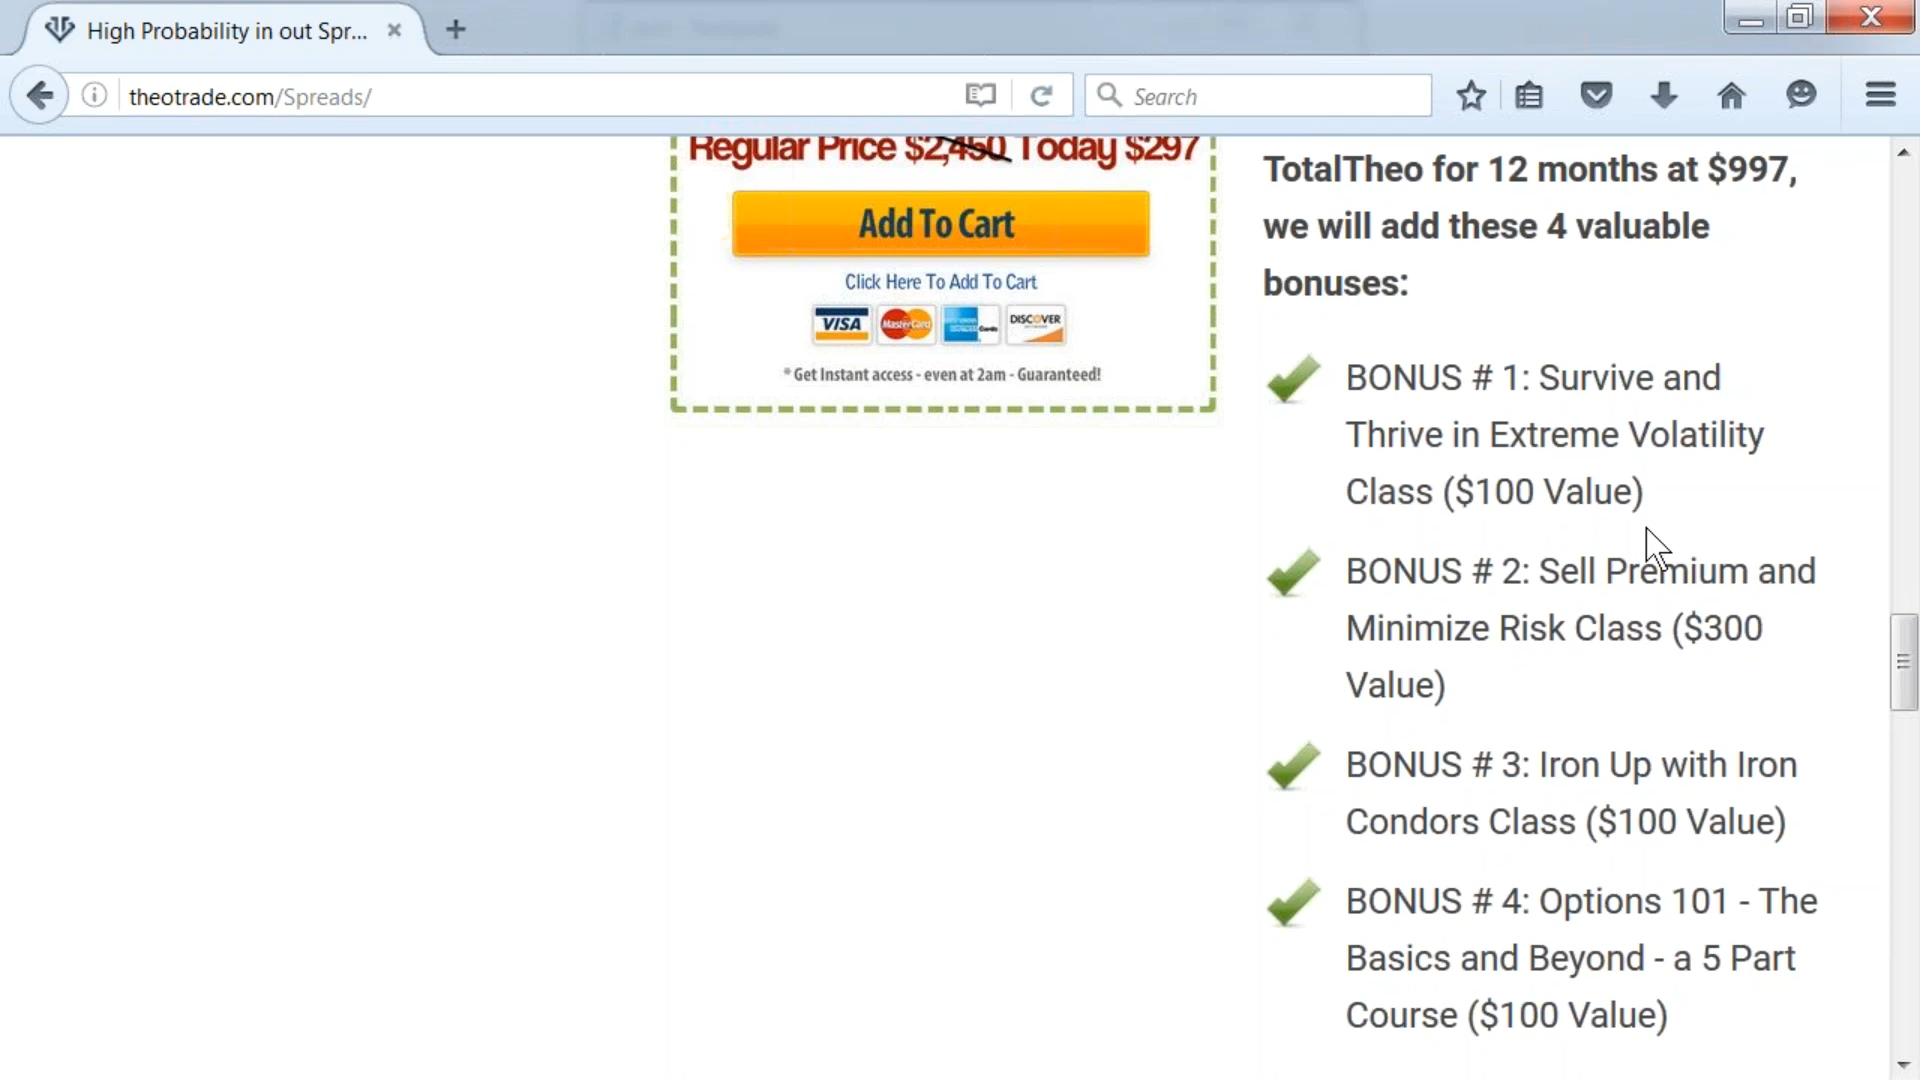 High Probability in out Spr...
theotrade.com/Spreads/
Search
Regular Price $2,450 Today $297
Add To Cart
Click Here To Add To Cart
VISA MasterCard Cards DISCOVER
* Get Instant access - even at 2am - Guaranteed!
TotalTheo for 12 months at $997,
we will add these 4 valuable
bonuses:
BONUS # 1: Survive and
Thrive in Extreme Volatility
Class ($100 Value)
BONUS # 2: Sell Premium and
Minimize Risk Class ($300
Value)
BONUS # 3: Iron Up with Iron
Condors Class ($100 Value)
BONUS # 4: Options 101 - The
Basics and Beyond - a 5 Part
Course ($100 Value)